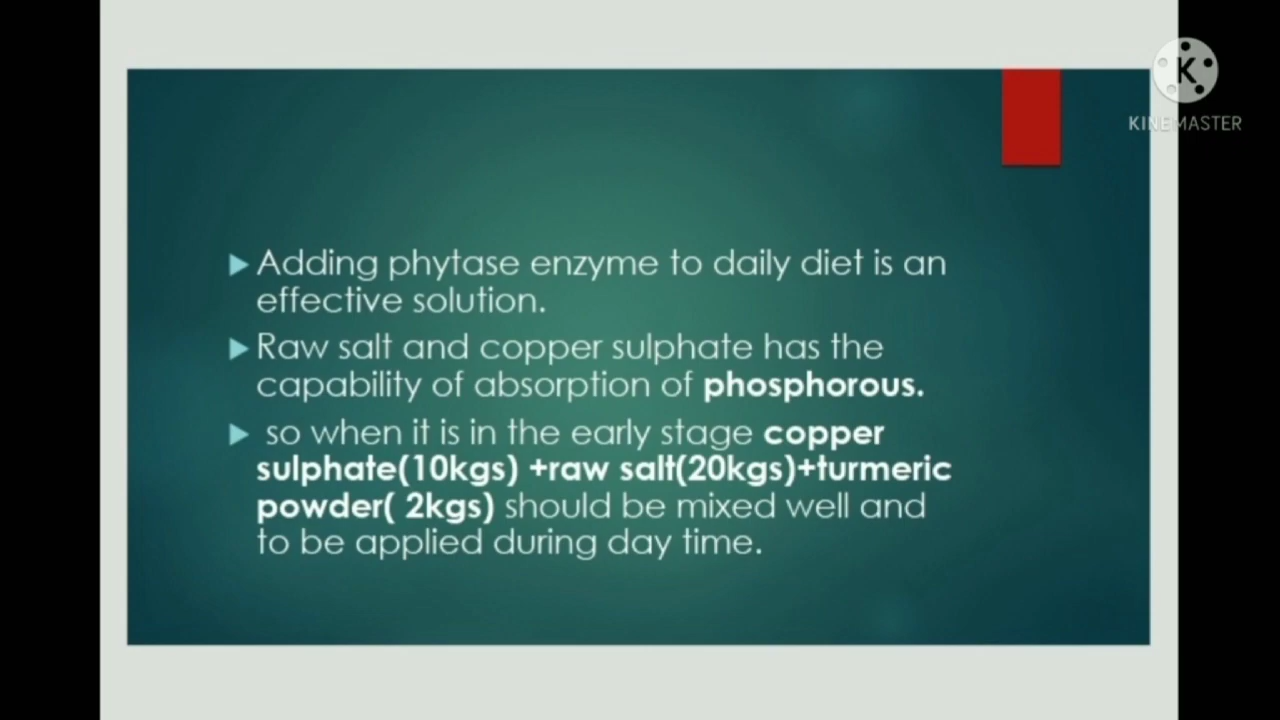 KINEMASTER
Adding phytase enzyme to daily diet is an
effective solution.
Raw salt and copper sulphate has the
capability of absorption of phosphorous.
so when it is in the early stage copper
sulphate(10kgs) +raw salt(20kgs)+turmeric
powder( 2kgs) should be mixed well and
to be applied during day time.